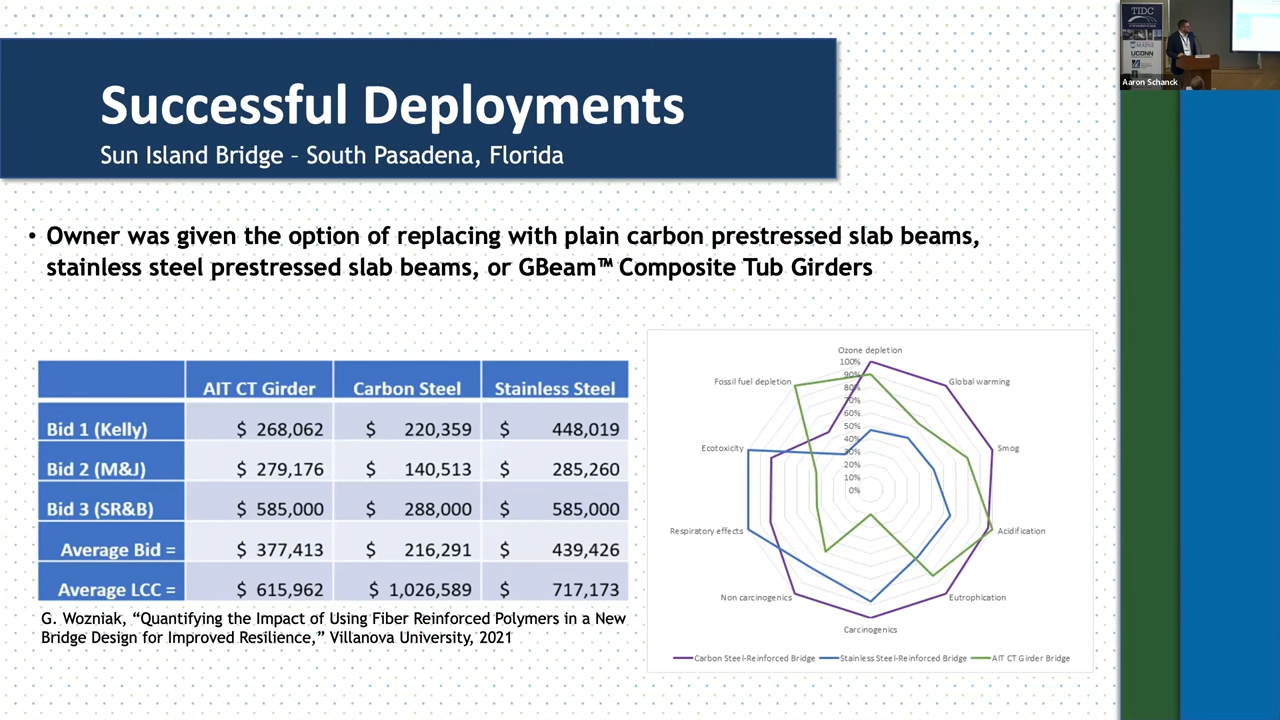 Successful Deployments
Sun Island Bridge – South Pasadena, Florida
• Owner was given the option of replacing with plain carbon prestressed slab beams,
stainless steel prestressed slab beams, or GBeam™ Composite Tub Girders
AIT CT Girder Carbon Steel Stainless Steel
Bid 1 (Kelly) $ 268,062 $ 220,359 $ 448,019
Bid 2 (M&J) $ 279,176 $ 140,513 $ 285,260
Bid 3 (SR&B) $ 585,000 $ 288,000 $ 585,000
Average Bid = $ 377,413 $ 216,291 $ 439,426
Average LCC = $ 615,962 $ 1,026,589 $ 717,173
G. Wozniak, “Quantifying the Impact of Using Fiber Reinforced Polymers in a New
Bridge Design for Improved Resilience,” Villanova University, 2021
Ozone depletion
Global warming
Smog
Acidification
Eutrophication
Carcinogenics
Non carcinogenics
Respiratory effects
Ecotoxicity
Fossil fuel depletion
100%
90%
80%
70%
60%
50%
40%
30%
20%
10%
0%
Carbon Steel-Reinforced Bridge Stainless Steel-Reinforced Bridge AIT CT Girder Bridge
TIDC
MAINE
UCONN
Aaron Schanck